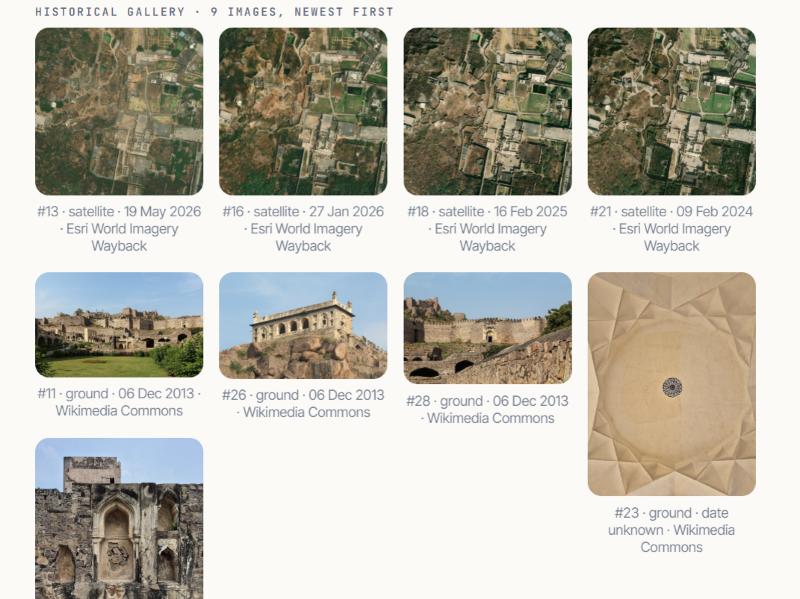 HISTORICAL GALLERY · 9 IMAGES, NEWEST FIRST
#13 · satellite · 19 May 2026
· Esri World Imagery
Wayback
#16 · satellite · 27 Jan 2026
· Esri World Imagery
Wayback
#18 · satellite · 16 Feb 2025
· Esri World Imagery
Wayback
#21 · satellite · 09 Feb 2024
· Esri World Imagery
Wayback
#11 · ground · 06 Dec 2013 ·
Wikimedia Commons
#26 · ground · 06 Dec 2013
· Wikimedia Commons
#28 · ground · 06 Dec 2013
· Wikimedia Commons
#23 · ground · date
unknown · Wikimedia
Commons